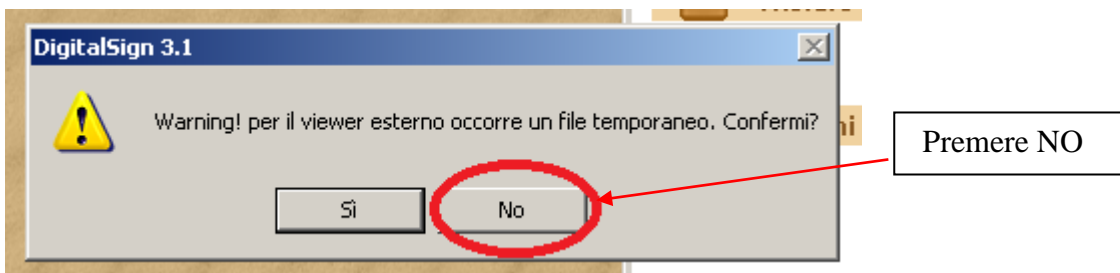 DigitalSign 3.1
Warning! per il viewer esterno occorre un file temporaneo. Confermi?
Sì
No
Premere NO